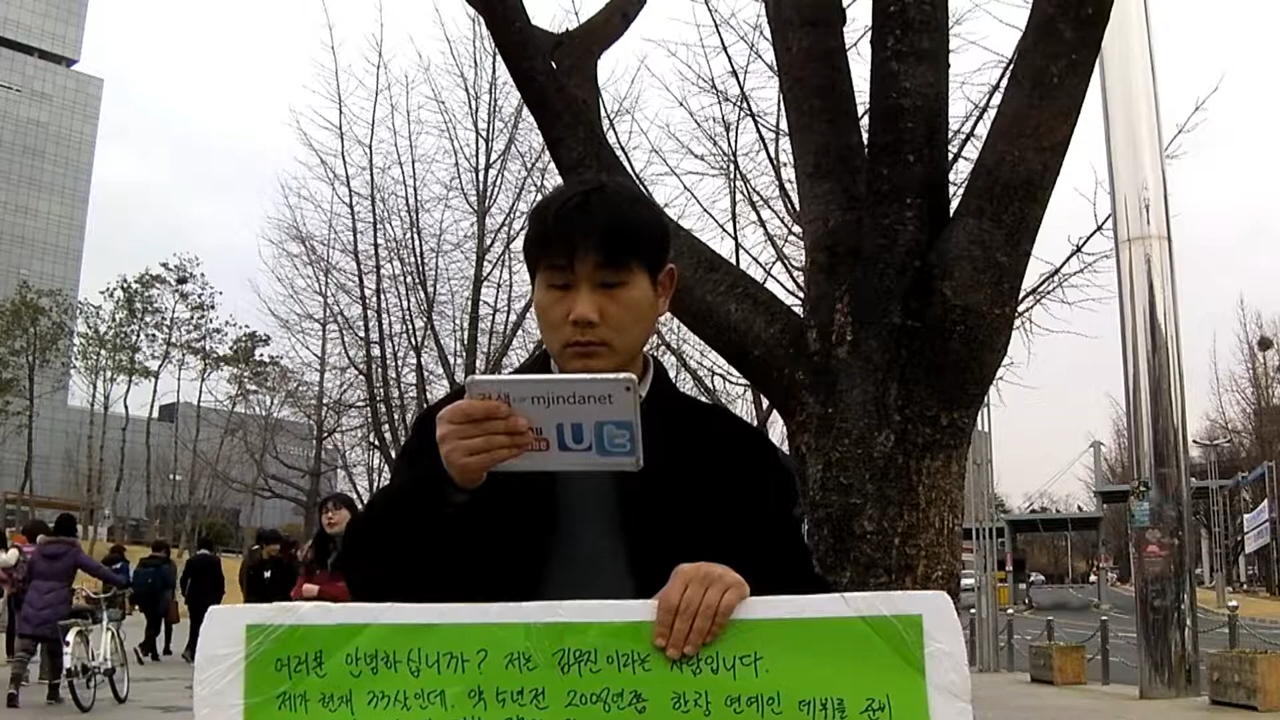 검색 mjindanet
U t
어러분 안녕하십니까? 저는 김무진이라는 사람입니다.
제가 현재 33살인데, 약 5년전 2008년쯤 한창 연예인 데뷔를 준비